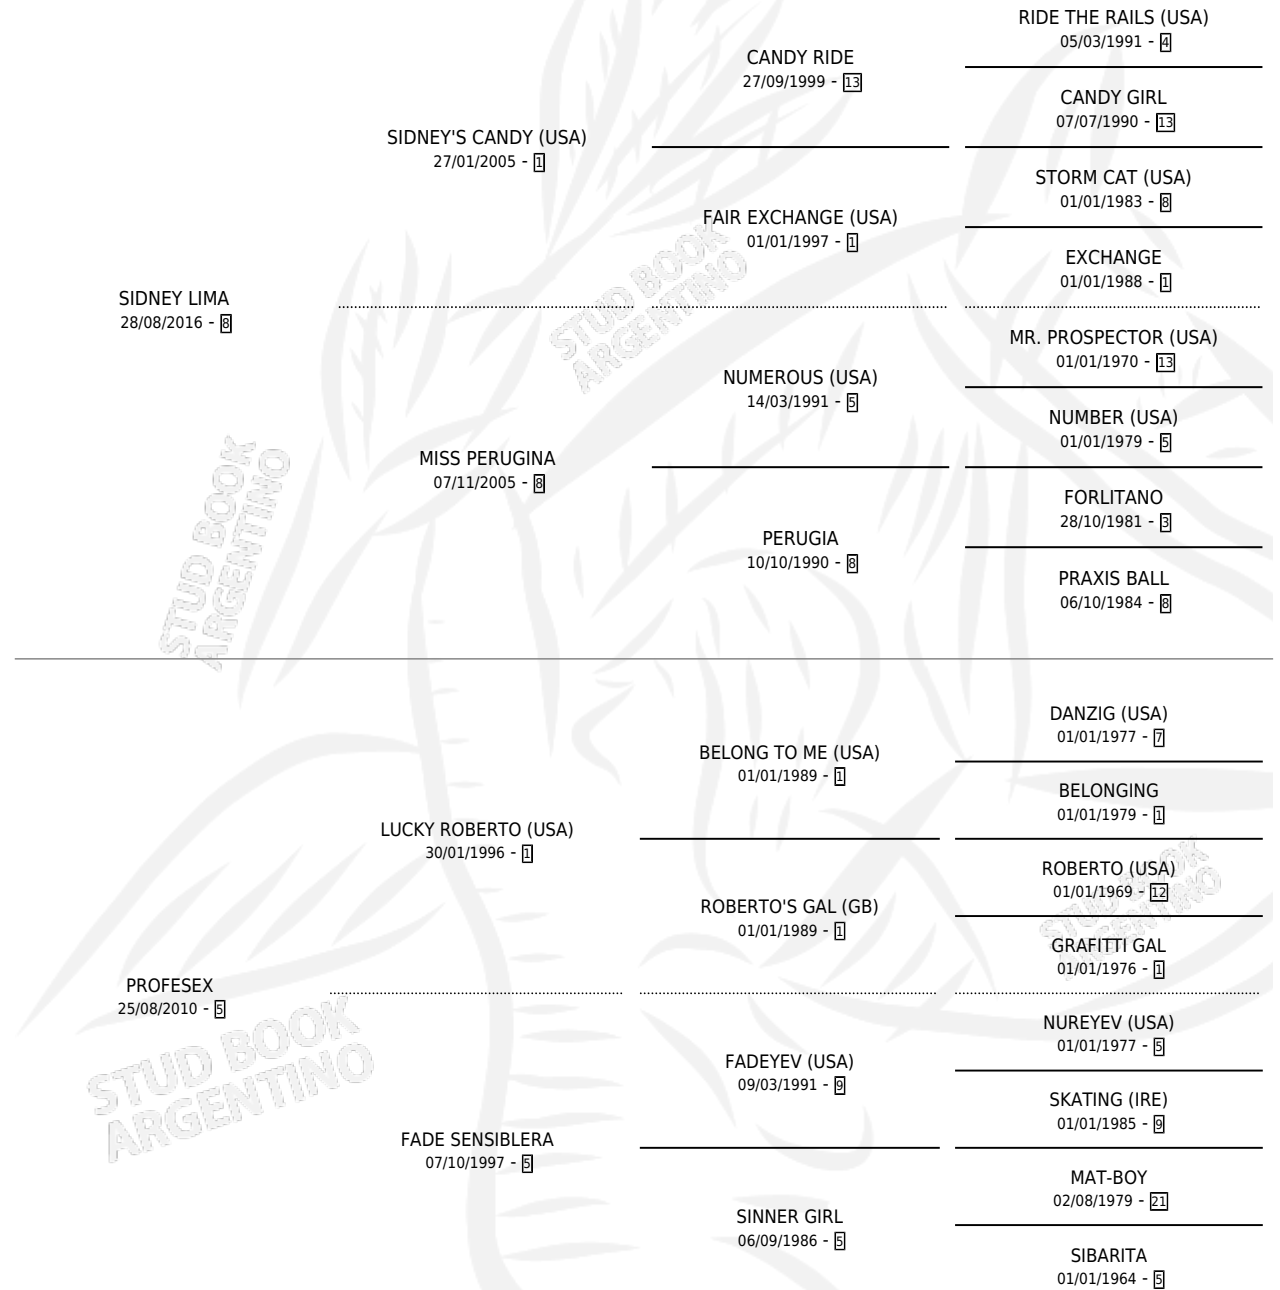 RIDE THE RAILS (USA)
05/03/1991 - 4
CANDY RIDE
27/09/1999 - 13
CANDY GIRL
07/07/1990 - 13
SIDNEY'S CANDY (USA)
27/01/2005 - 1
STORM CAT (USA)
01/01/1983 - 8
FAIR EXCHANGE (USA)
01/01/1997 - 1
EXCHANGE
01/01/1988 - 1
SIDNEY LIMA
28/08/2016 - 8
STUD BOOK
ARGENTINO
MR. PROSPECTOR (USA)
01/01/1970 - 13
NUMEROUS (USA)
14/03/1991 - 5
NUMBER (USA)
01/01/1979 - 5
MISS PERUGINA
07/11/2005 - 8
FORLITANO
28/10/1981 - 3
PERUGIA
10/10/1990 - 8
PRAXIS BALL
06/10/1984 - 8
STUD BOOK
ARGENTINO
DANZIG (USA)
01/01/1977 - 7
BELONG TO ME (USA)
01/01/1989 - 1
BELONGING
01/01/1979 - 1
LUCKY ROBERTO (USA)
30/01/1996 - 1
ROBERTO (USA)
01/01/1969 - 12
ROBERTO'S GAL (GB)
01/01/1989 - 1
STUD BOOK
ARGENTINO
GRAFITTI GAL
01/01/1976 - 1
PROFESEX
25/08/2010 - 5
STUD BOOK
ARGENTINO
NUREYEV (USA)
01/01/1977 - 5
FADEYEV (USA)
09/03/1991 - 9
SKATING (IRE)
01/01/1985 - 9
FADE SENSIBLERA
07/10/1997 - 5
MAT-BOY
02/08/1979 - 21
SINNER GIRL
06/09/1986 - 5
SIBARITA
01/01/1964 - 5